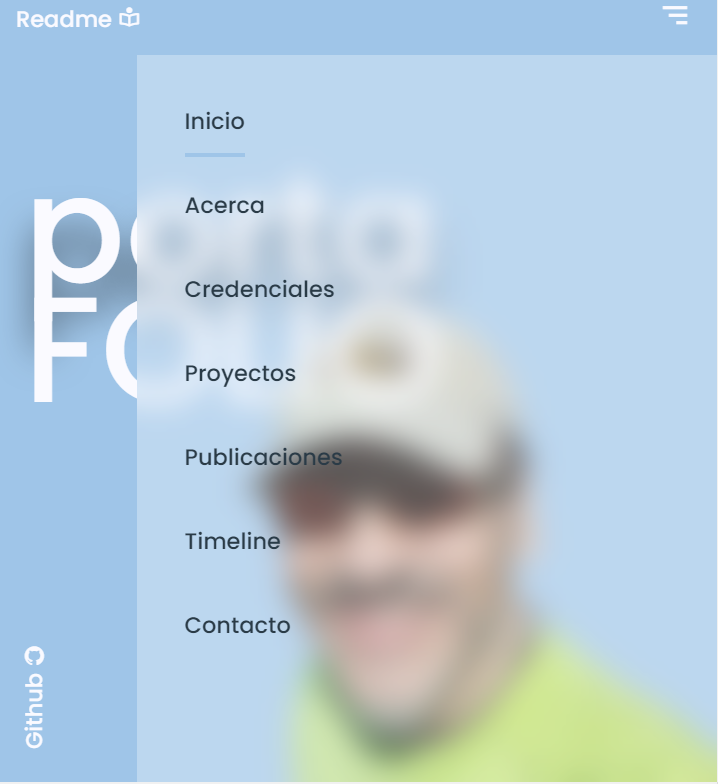 Readme
Inicio
Acerca
Credenciales
Proyectos
Publicaciones
Timeline
Contacto
Github